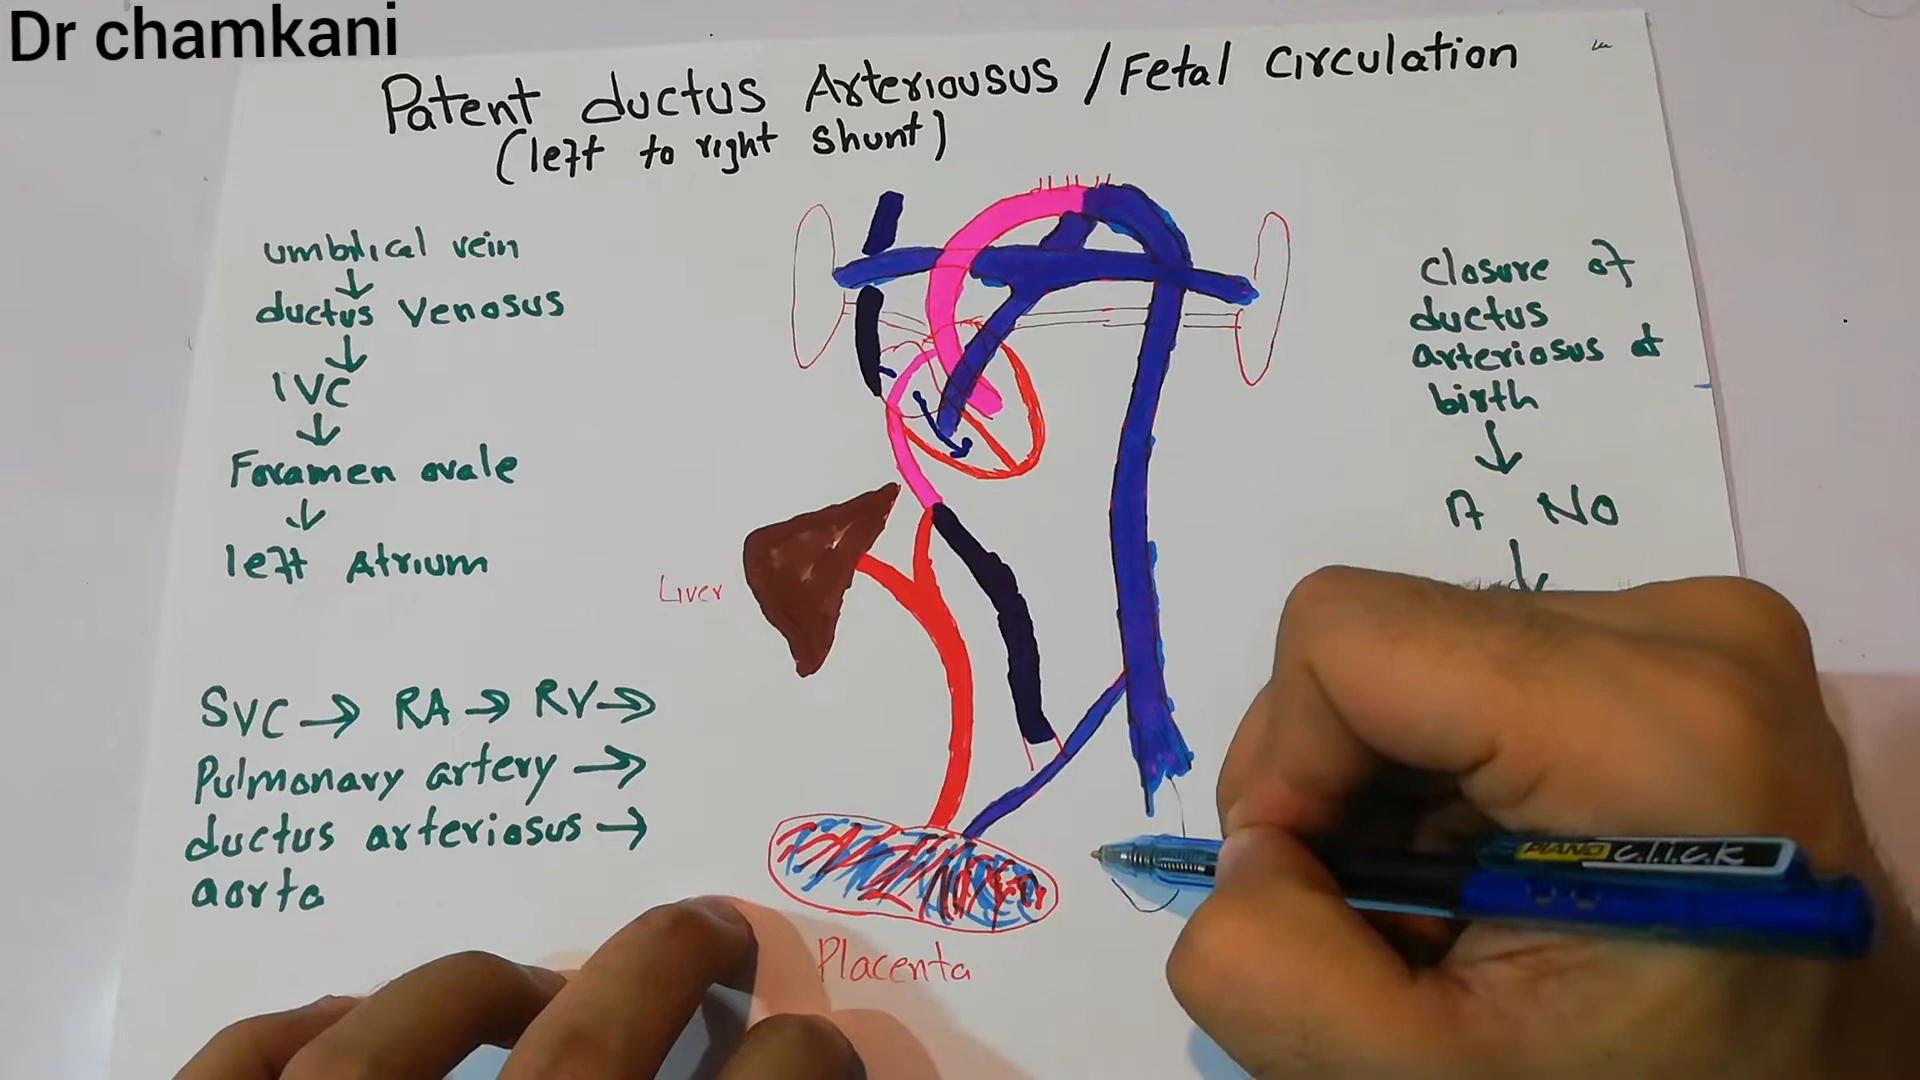 Dr chamkani
Patent ductus Arteriousus / Fetal circulation
(left to right shunt)
umbilical vein
ductus Venosus
IVC
Foramen ovale
left Atrium
SVC → RA → RV →
Pulmonary artery →
ductus arteriosus →
aorta
Liver
Placenta
Closure of
ductus
arteriosus at
birth
NO
PIANO click